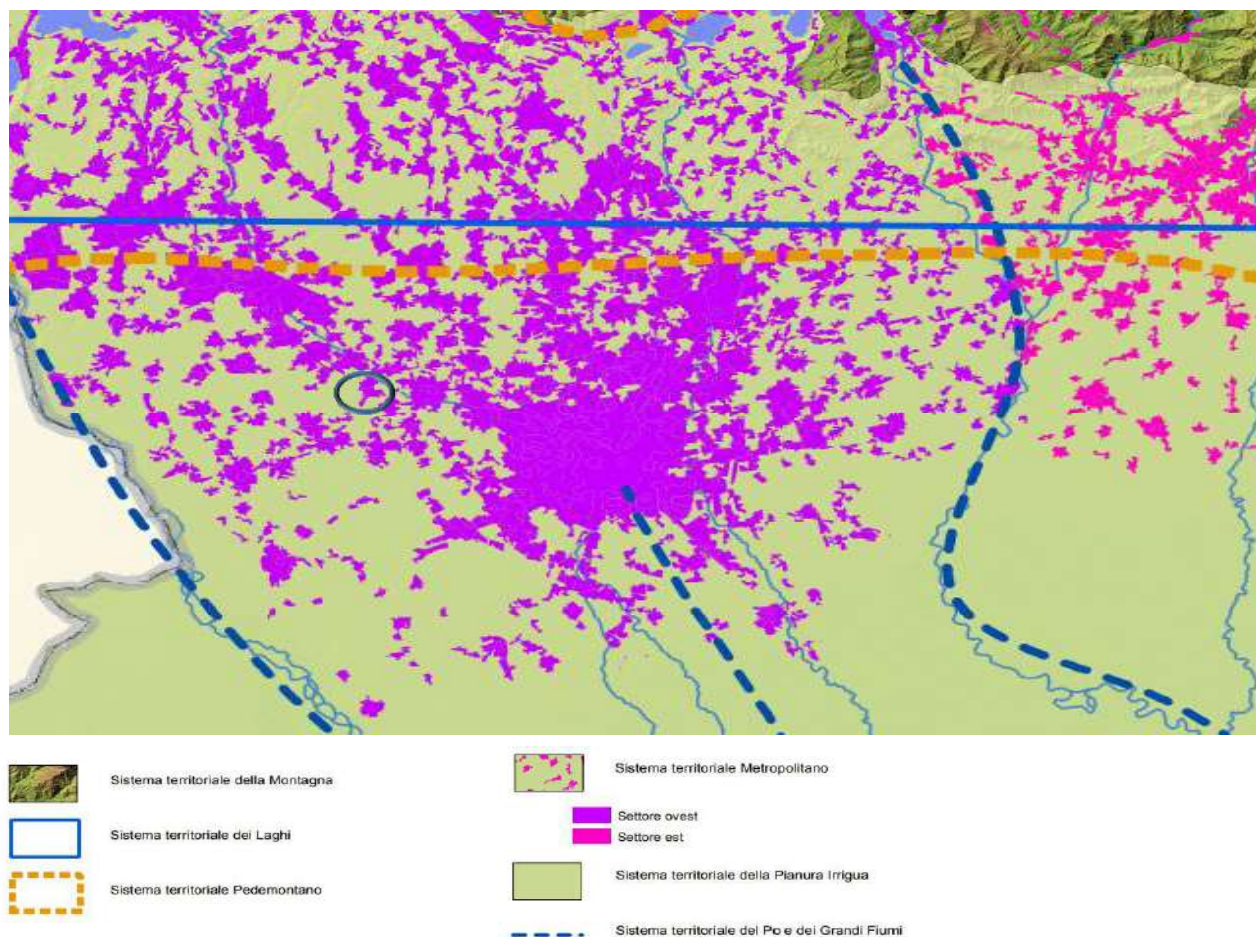 Sistema territoriale della Montagna
Sistema territoriale dei Laghi
Sistema territoriale Pedemontano
Sistema territoriale Metropolitano
Settore ovest
Settore est
Sistema territoriale della Pianura Irrigua
Sistema territoriale del Po e dei Grandi Fiumi